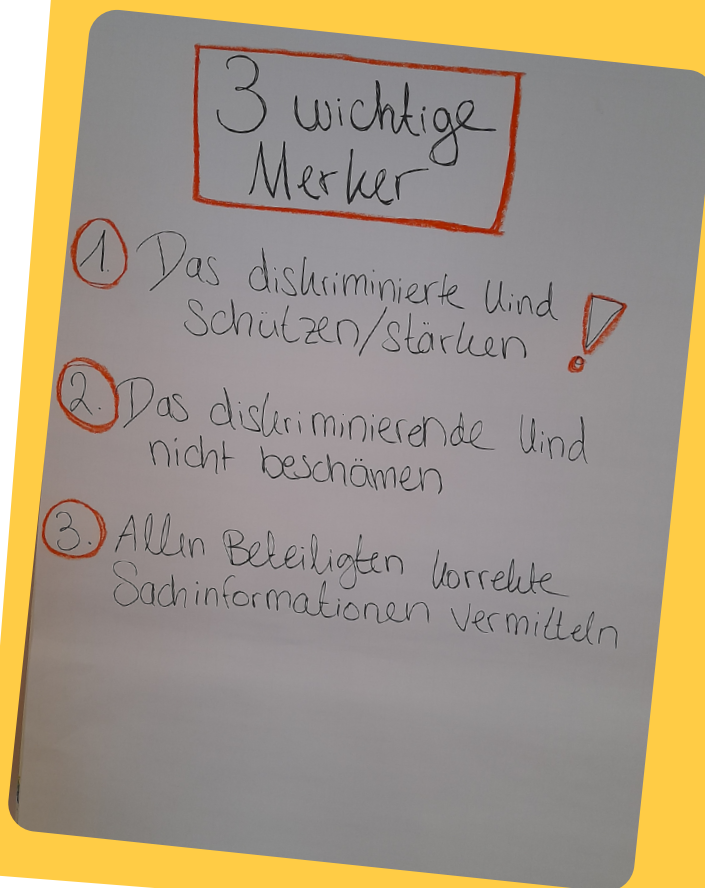 3 wichtige
Merker
1. Das diskriminierte Kind
schützen/stärken !
2. Das diskriminierende Kind
nicht beschämen
3. Allen Beteiligten korrekte
Sachinformationen vermitteln